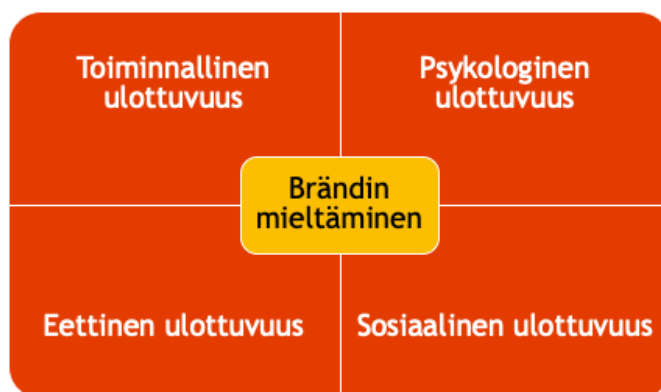 Toiminnallinen
ulottuvuus
Psykologinen
ulottuvuus
Brändin
mieltäminen
Eettinen ulottuvuus
Sosiaalinen ulottuvuus